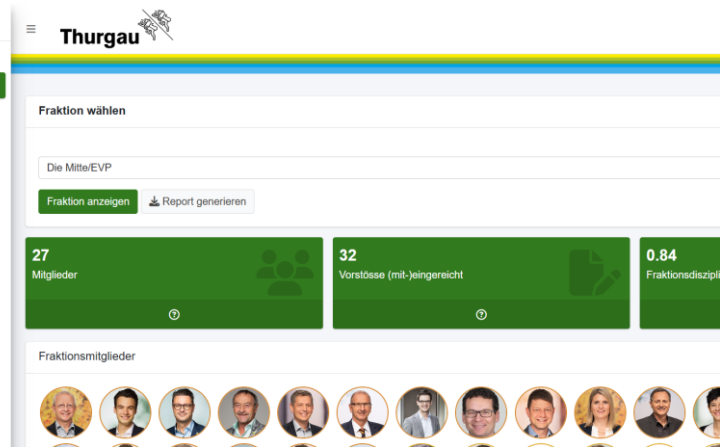 Thurgau
Fraktion wählen
Die Mitte/EVP
Fraktion anzeigen
Report generieren
27
Mitglieder
32
Vorstösse (mit-)eingereicht
0.84
Fraktionsdiszipli
Fraktionsmitglieder